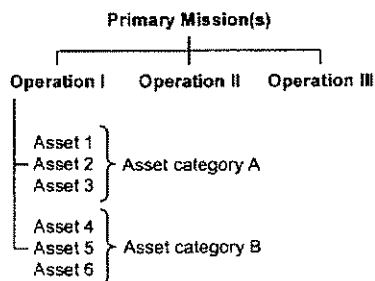 Primary Mission(s)
Operation I Operation II Operation III
Asset 1
Asset 2 Asset category A
Asset 3
Asset 4
Asset 5 Asset category B
Asset 6